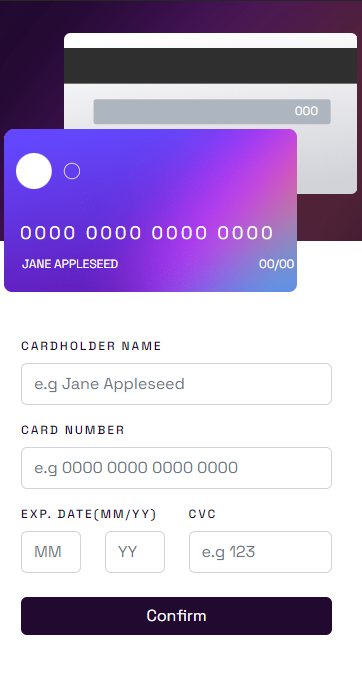 000
0000 0000 0000 0000
JANE APPLESEED 00/00
CARDHOLDER NAME
e.g Jane Appleseed
CARD NUMBER
e.g 0000 0000 0000 0000
EXP. DATE(MM/YY) CVC
MM YY e.g 123
Confirm